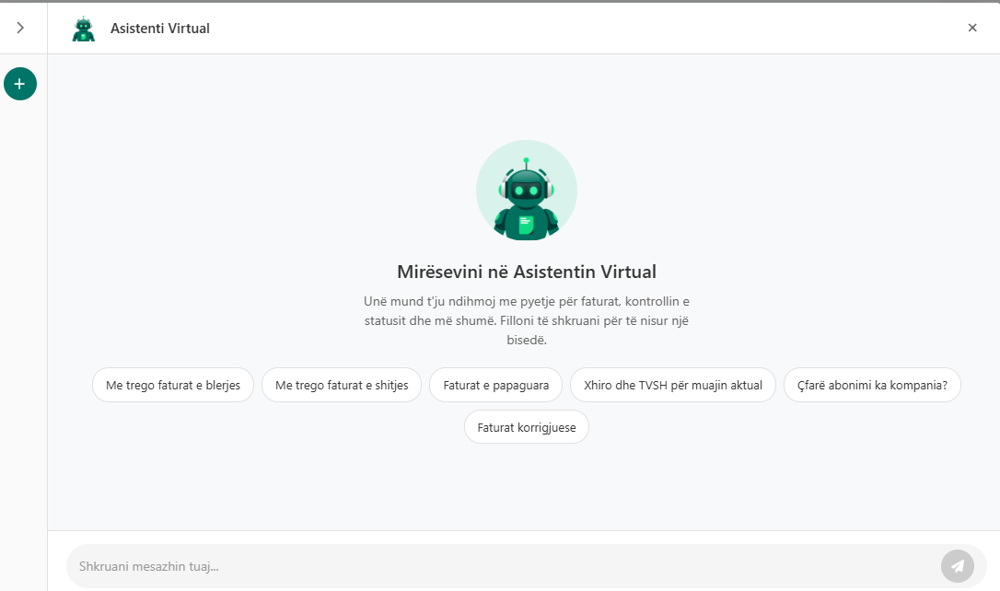 Asistenti Virtual
Mirësevini në Asistentin Virtual
Unë mund t'ju ndihmoj me pyetje për faturat, kontrollin e
statusit dhe më shumë. Filloni të shkruani për të nisur një
bisedë.
Me trego faturat e blerjes
Me trego faturat e shitjes
Faturat e papaguara
Xhiro dhe TVSH për muajin aktual
Çfarë abonimi ka kompania?
Faturat korrigjuese
Shkruani mesazhin tuaj...